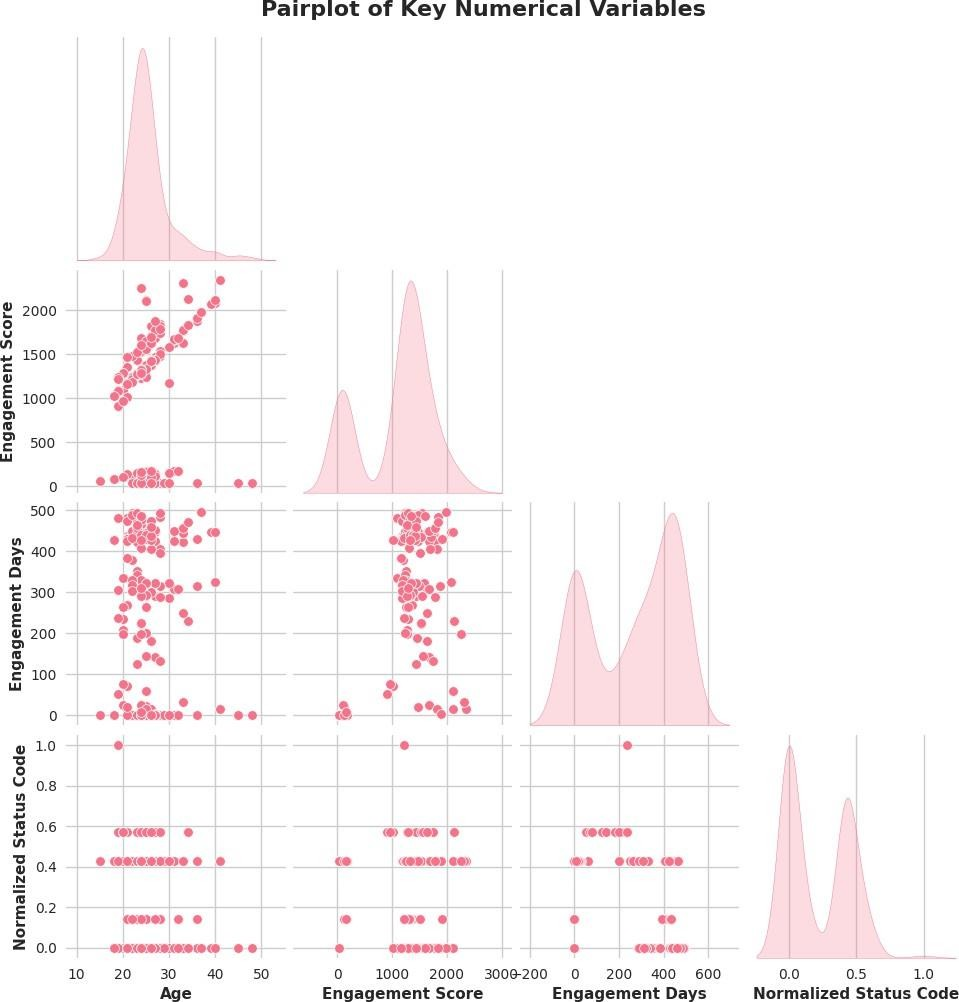 Pairplot of Key Numerical Variables
Engagement Score
2000
1500
1000
500
0
Engagement Days
500
400
300
200
100
0
Normalized Status Code
1.0
0.8
0.6
0.4
0.2
0.0
10 20 30 40 50
0 1000 2000 3000
−200 0 200 400 600
0.0 0.5 1.0
Age
Engagement Score
Engagement Days
Normalized Status Code